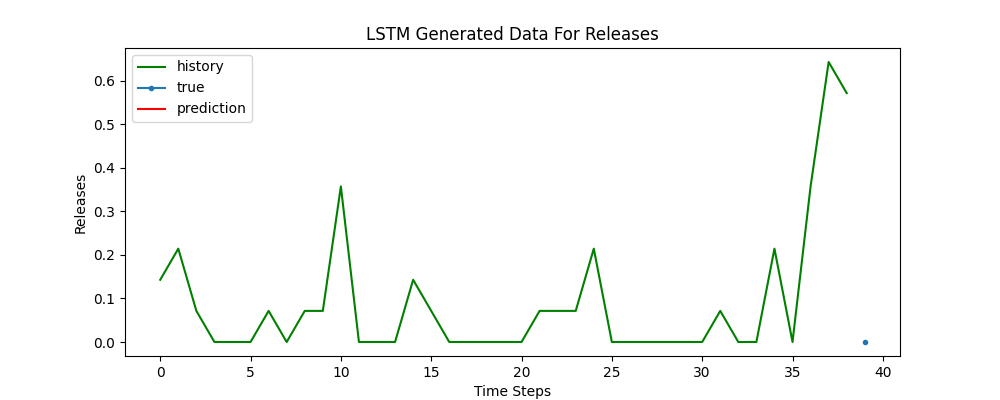 LSTM Generated Data For Releases
history
true
prediction
0.6
0.5
0.4
0.3
0.2
0.1
0.0
Releases
0 5 10 15 20 25 30 35 40
Time Steps